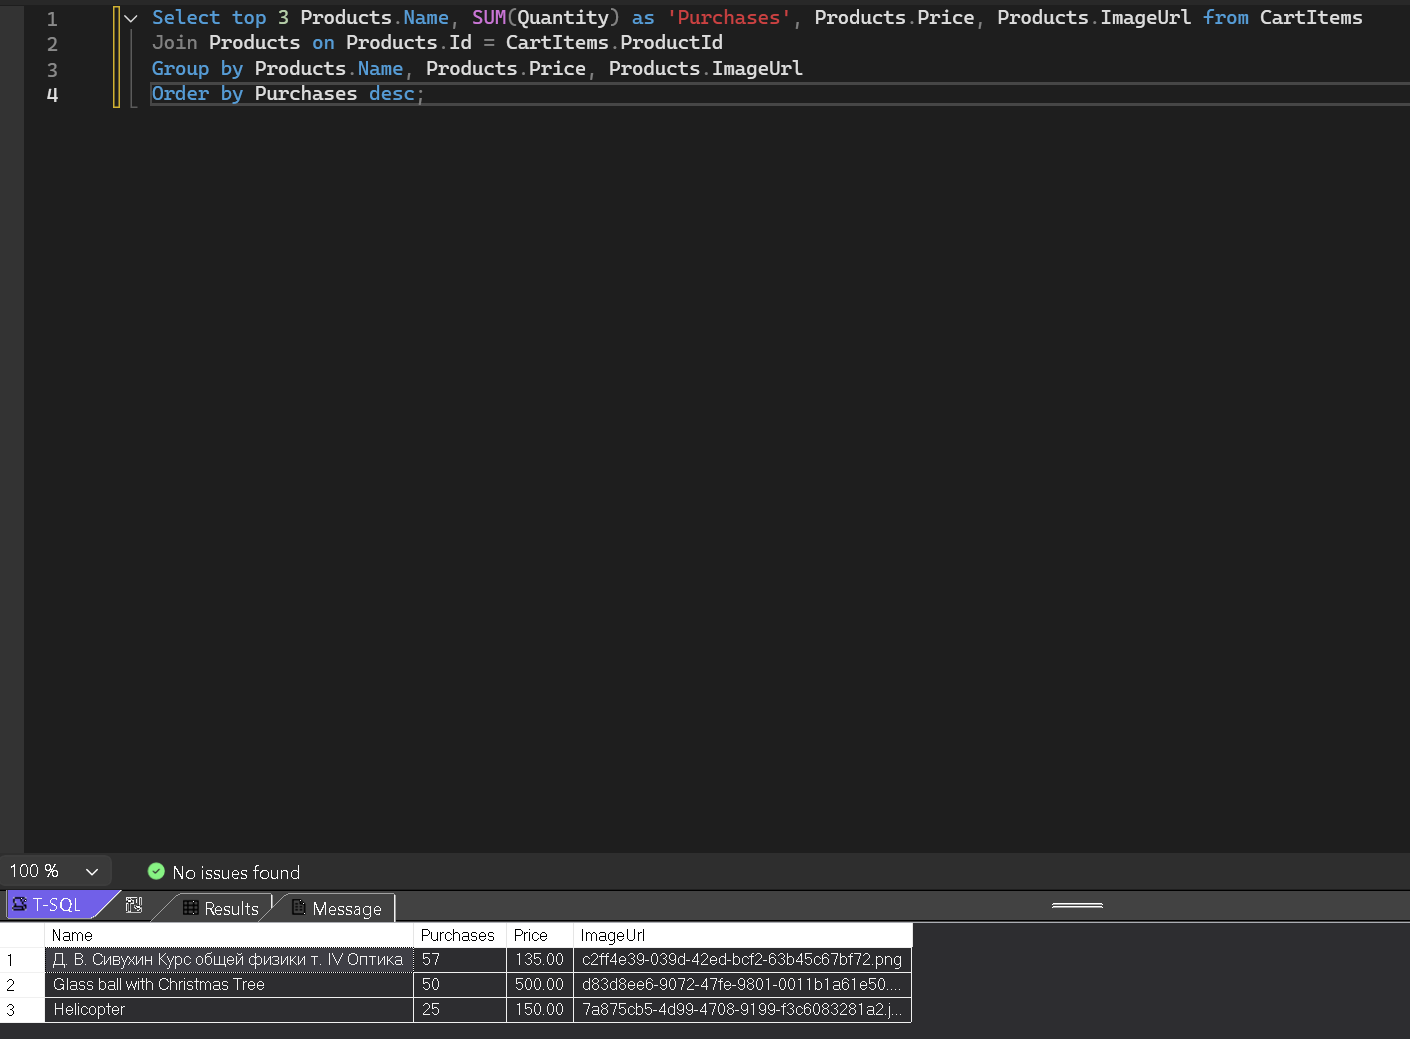 1 Select top 3 Products.Name, SUM(Quantity) as 'Purchases', Products.Price, Products.ImageUrl from CartItems
2 Join Products on Products.Id = CartItems.ProductId
3 Group by Products.Name, Products.Price, Products.ImageUrl
4 Order by Purchases desc;
100 % No issues found
T-SQL Results Message
Name Purchases Price ImageUrl
1 Д. В. Сивухин Курс общей физики т. IV Оптика 57 135.00 c2ff4e39-039d-42ed-bcf2-63b45c67bf72.png
2 Glass ball with Christmas Tree 50 500.00 d83d8ee6-9072-47fe-9801-0011b1a61e50....
3 Helicopter 25 150.00 7a875cb5-4d99-4708-9199-f3c6083281a2.j...